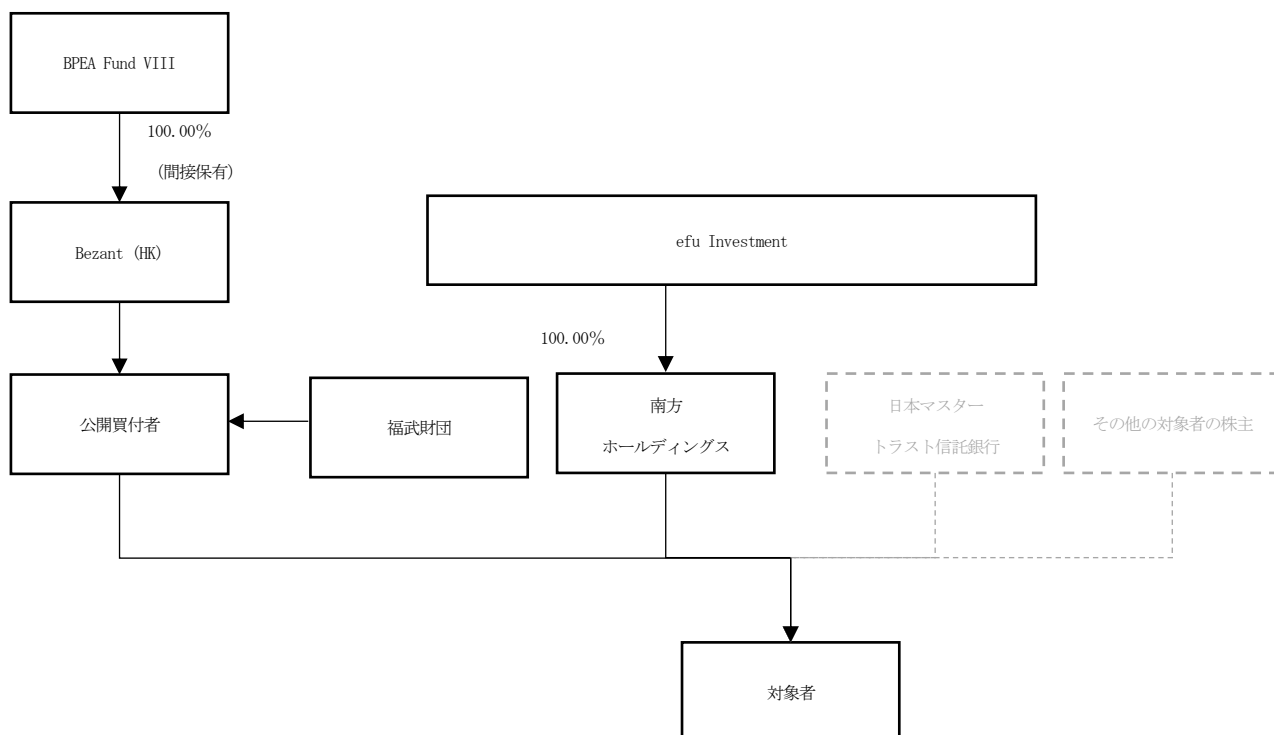 BPEA Fund VIII
100.00%
(間接保有)
Bezant (HK)
efu Investment
100.00%
公開買付者
福武財団
南方
ホールディングス
日本マスター
トラスト信託銀行
その他の対象者の株主
対象者